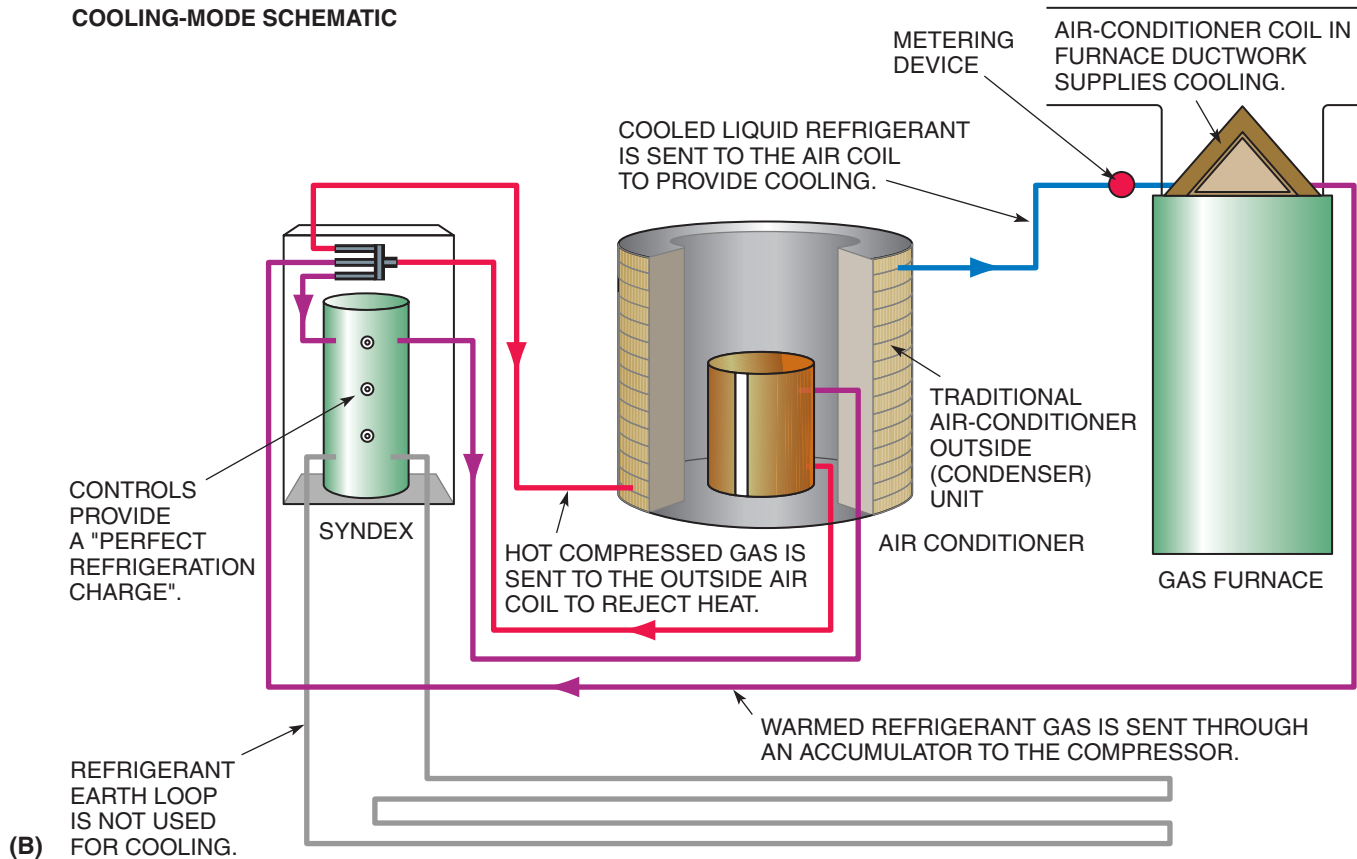 COOLING-MODE SCHEMATIC
METERING
DEVICE
AIR-CONDITIONER COIL IN
FURNACE DUCTWORK
SUPPLIES COOLING.
COOLED LIQUID REFRIGERANT
IS SENT TO THE AIR COIL
TO PROVIDE COOLING.
TRADITIONAL
AIR-CONDITIONER
OUTSIDE
(CONDENSER)
UNIT
CONTROLS
PROVIDE
A "PERFECT
REFRIGERATION
CHARGE".
SYNDEX
HOT COMPRESSED GAS IS
SENT TO THE OUTSIDE AIR
COIL TO REJECT HEAT.
AIR CONDITIONER
GAS FURNACE
WARMED REFRIGERANT GAS IS SENT THROUGH
AN ACCUMULATOR TO THE COMPRESSOR.
REFRIGERANT
EARTH LOOP
IS NOT USED
FOR COOLING.
(B)